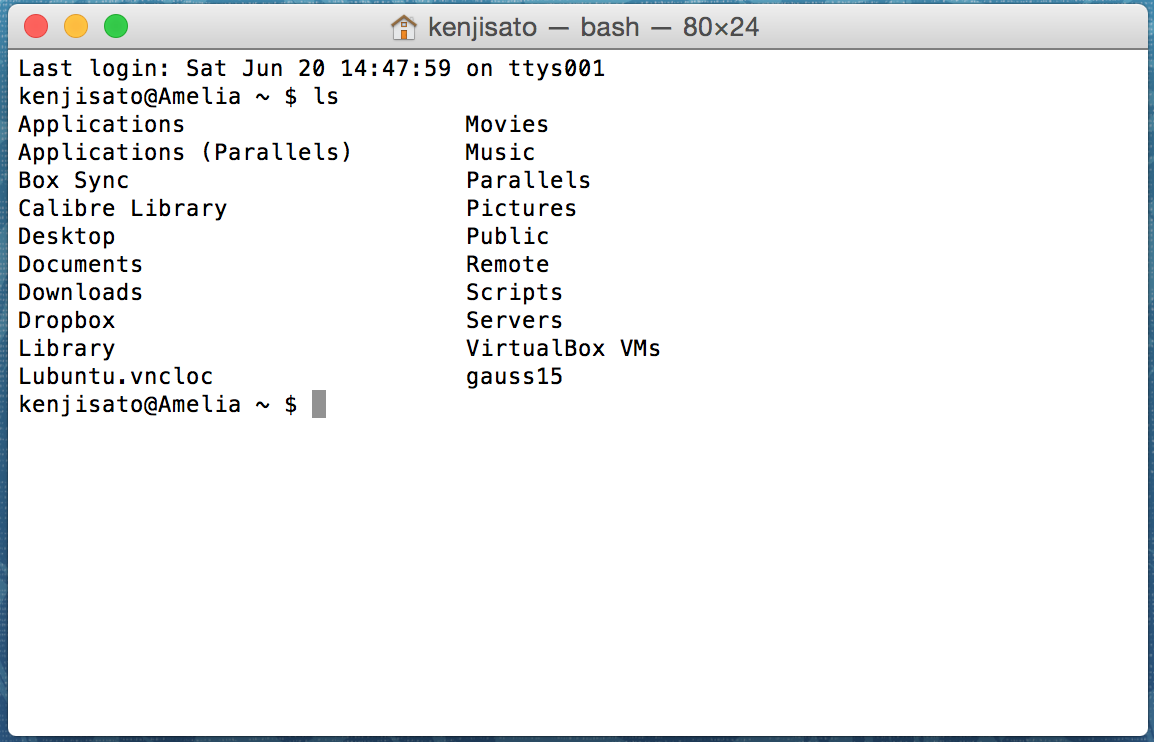 kenjisato — bash — 80×24
Last login: Sat Jun 20 14:47:59 on ttys001
kenjisato@Amelia ~ $ ls
Applications                    Movies
Applications (Parallels)        Music
Box Sync                        Parallels
Calibre Library                 Pictures
Desktop                         Public
Documents                       Remote
Downloads                       Scripts
Dropbox                         Servers
Library                         VirtualBox VMs
Lubuntu.vncloc                  gauss15
kenjisato@Amelia ~ $